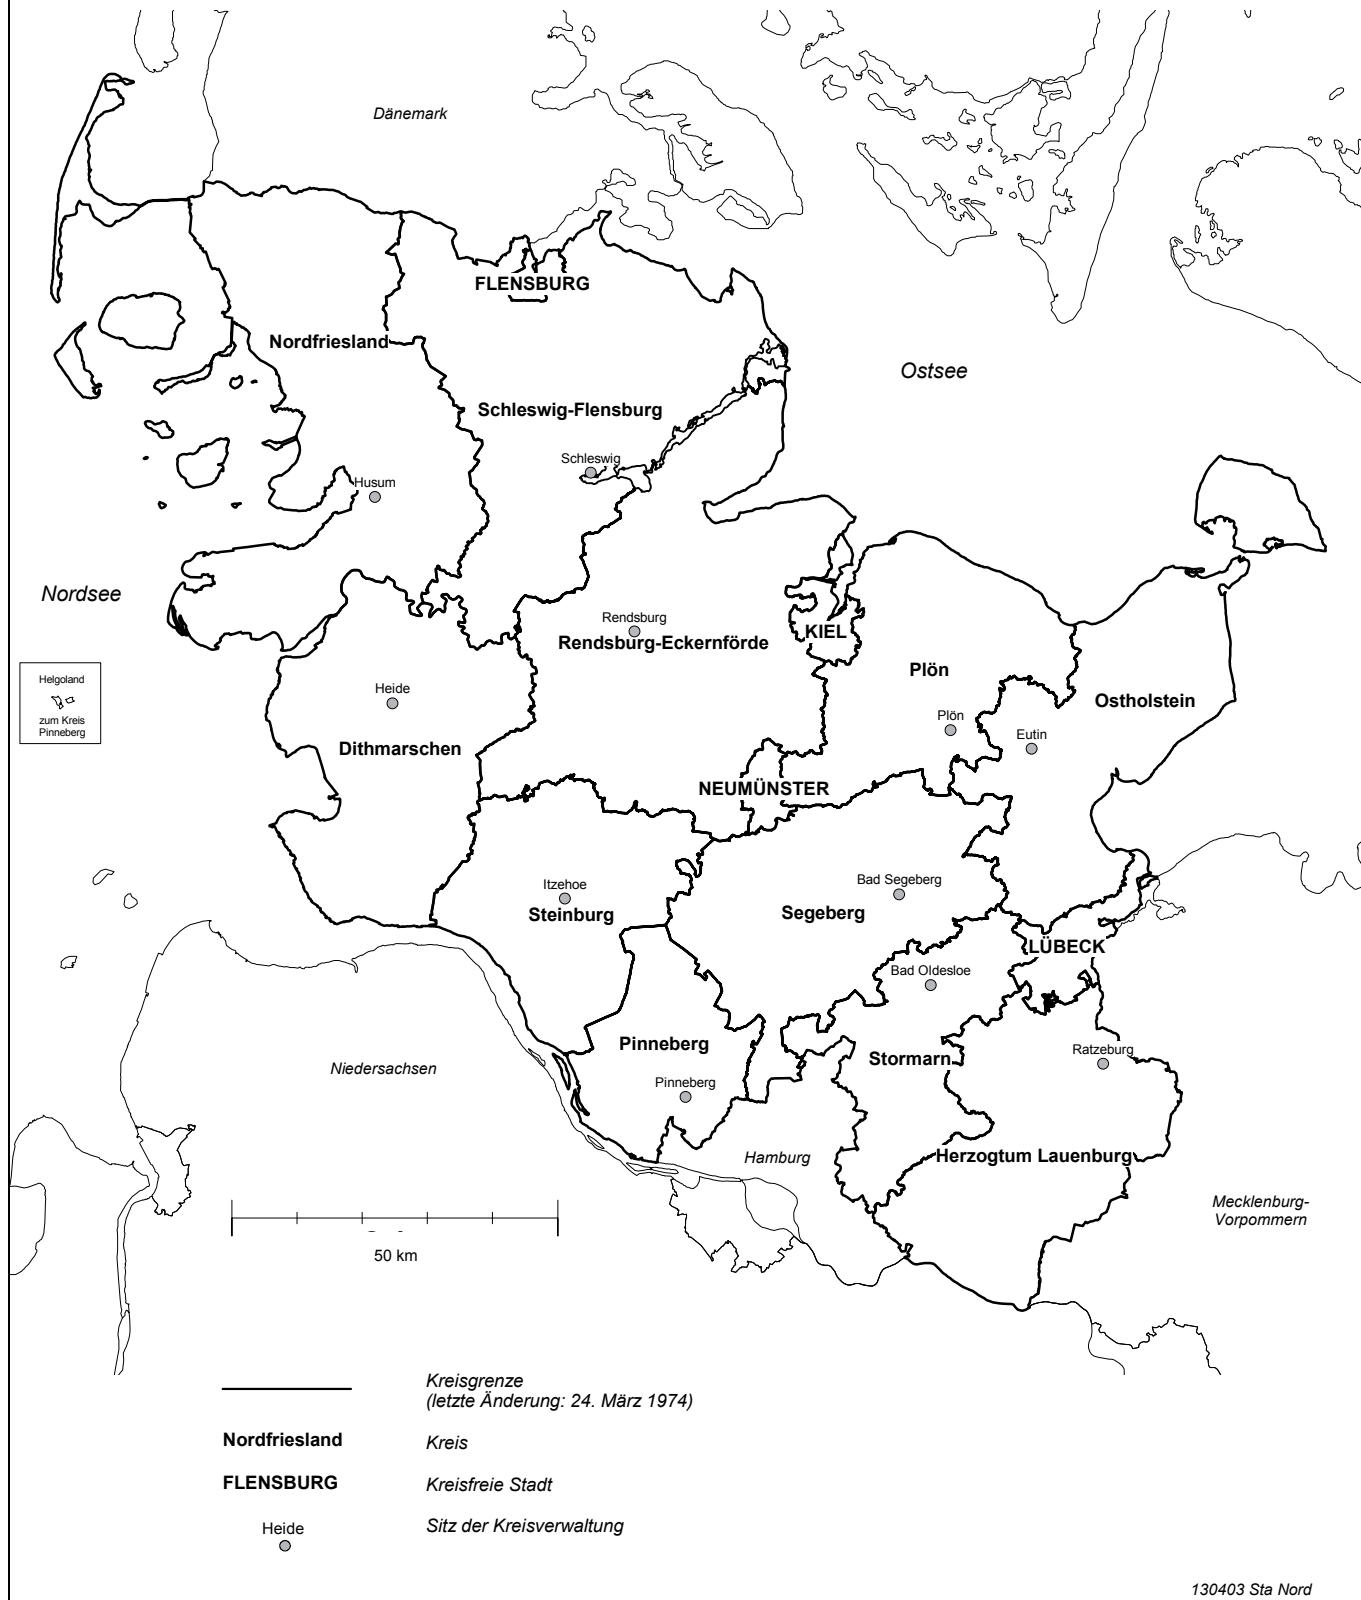 Dänemark
FLENSBURG
Nordfriesland
Ostsee
Schleswig-Flensburg
Schleswig
Husum
Nordsee
Rendsburg
Rendsburg-Eckernförde
KIEL
Helgoland
zum Kreis
Pinneberg
Heide
Dithmarschen
Plön
Plön
Ostholstein
Eutin
NEUMÜNSTER
Itzehoe
Steinburg
Bad Segeberg
Segeberg
LÜBECK
Bad Oldesloe
Pinneberg
Pinneberg
Stormarn
Ratzeburg
Niedersachsen
Hamburg
Herzogtum Lauenburg
Mecklenburg-
Vorpommern
50 km
Kreisgrenze
(letzte Änderung: 24. März 1974)
Nordfriesland Kreis
FLENSBURG Kreisfreie Stadt
Heide Sitz der Kreisverwaltung
130403 Sta Nord